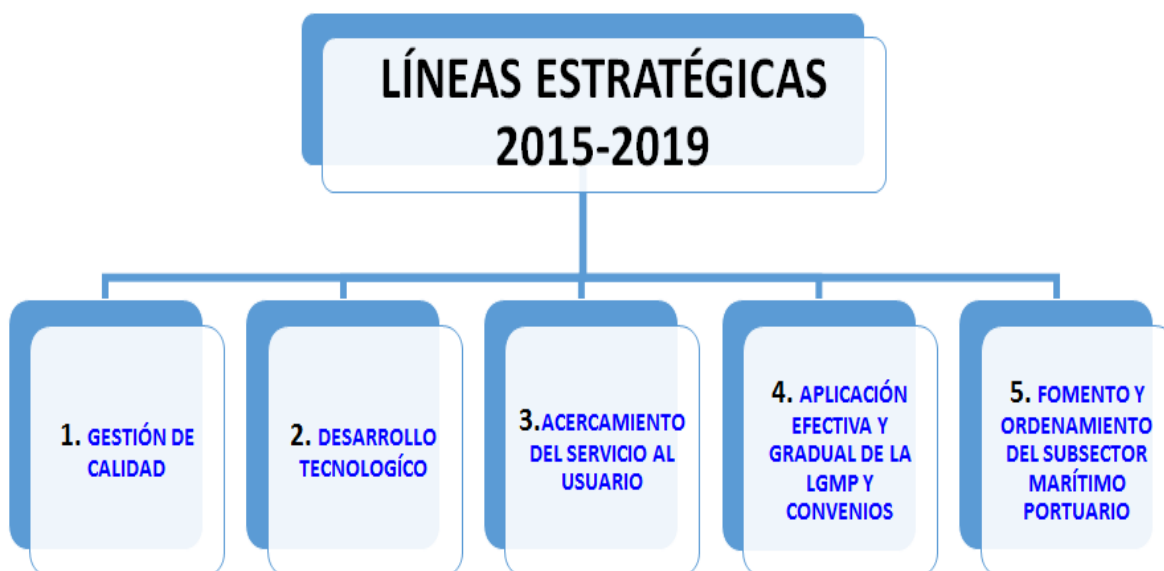 LÍNEAS ESTRATÉGICAS
2015-2019
1. GESTIÓN DE
CALIDAD
2. DESARROLLO
TECNOLOGÍCO
3.ACERCAMIENTO
DEL SERVICIO AL
USUARIO
4. APLICACIÓN
EFECTIVA Y
GRADUAL DE LA
LGMP Y
CONVENIOS
5. FOMENTO Y
ORDENAMIENTO
DEL SUBSECTOR
MARÍTIMO
PORTUARIO